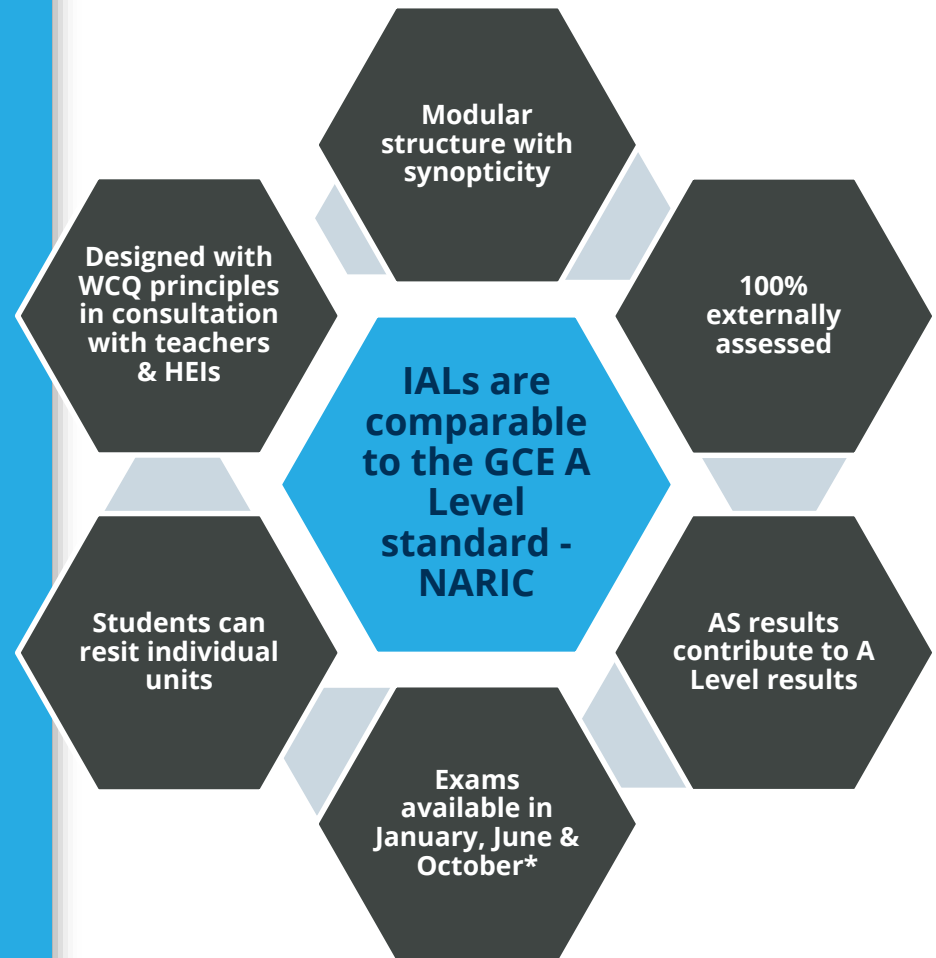 Modular
structure with
synopticity
100%
externally
assessed
AS results
contribute to A
Level results
Exams
available in
January, June &
October*
Students can
resit individual
units
Designed with
WCQ principles
in consultation
with teachers
& HEIs
IALs are
comparable
to the GCE A
Level
standard -
NARIC